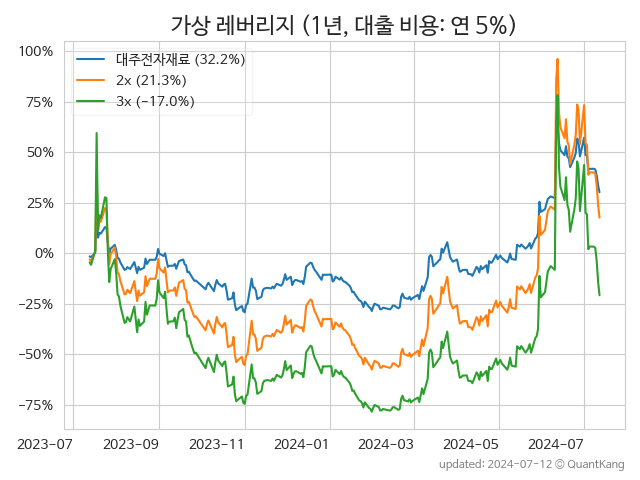 가상 레버리지 (1년, 대출 비용: 연 5%)
대주전자재료 (32.2%)
2x (21.3%)
3x (−17.0%)
100%
75%
50%
25%
0%
−25%
−50%
−75%
2023-07 2023-09 2023-11 2024-01 2024-03 2024-05 2024-07
updated: 2024-07-12 © QuantKang